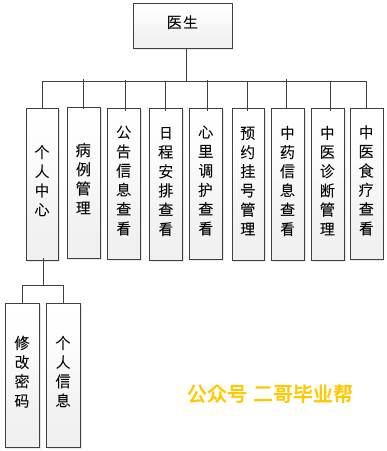 医生
个人中心
病例管理
公告信息查看
日程安排查看
心里调护查看
预约挂号管理
中药信息查看
中医诊断管理
中医食疗查看
修改密码
个人信息
公众号 二哥毕业帮